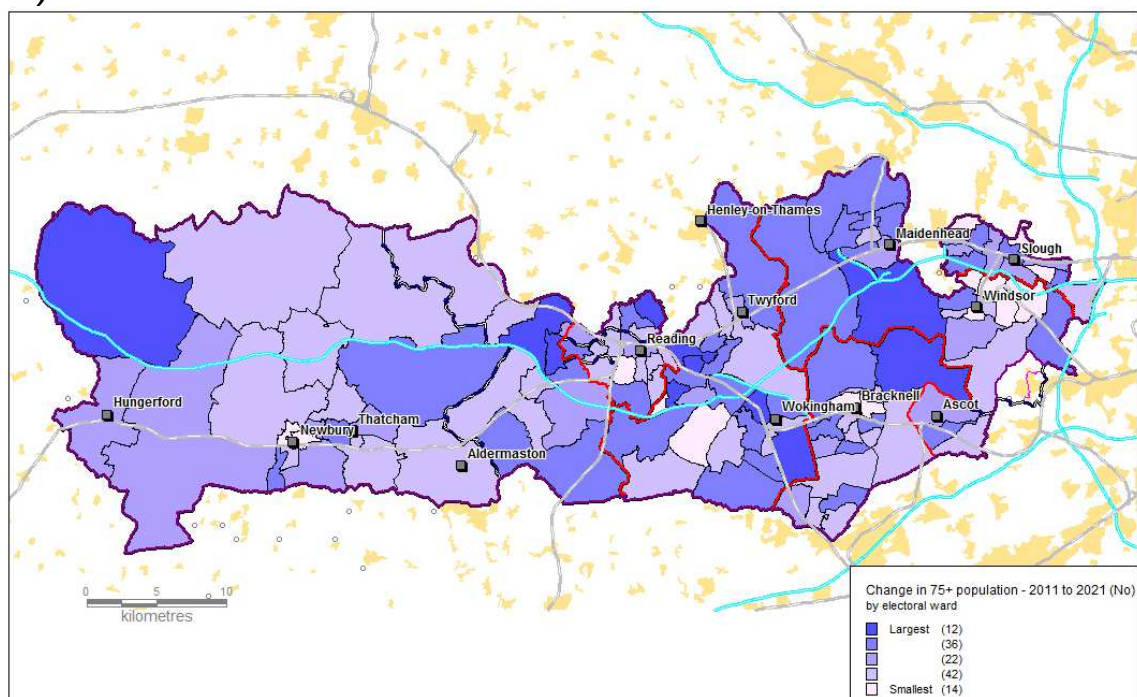 Henley-on-Thames
Maidenhead
Slough
Windsor
Twyford
Reading
Hungerford
Thatcham
Newbury
Aldermaston
Wokingham
Bracknell
Ascot
0 5 10
kilometres
Change in 75+ population - 2011 to 2021 (No)
by electoral ward
Largest (12)
(36)
(22)
(42)
Smallest (14)